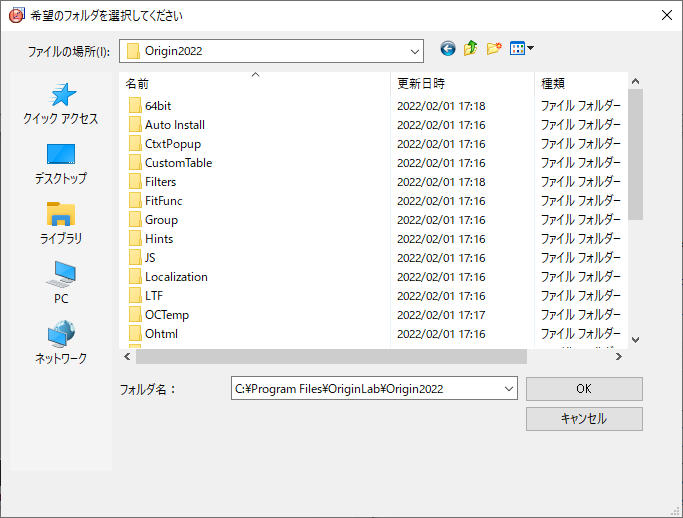 希望のフォルダを選択してください
ファイルの場所(I):
Origin2022
クイック アクセス
デスクトップ
ライブラリ
PC
ネットワーク
名前 更新日時 種類
64bit 2022/02/01 17:18 ファイル フォルダー
Auto Install 2022/02/01 17:16 ファイル フォルダー
CtxtPopup 2022/02/01 17:16 ファイル フォルダー
CustomTable 2022/02/01 17:16 ファイル フォルダー
Filters 2022/02/01 17:18 ファイル フォルダー
FitFunc 2022/02/01 17:16 ファイル フォルダー
Group 2022/02/01 17:16 ファイル フォルダー
Hints 2022/02/01 17:16 ファイル フォルダー
JS 2022/02/01 17:16 ファイル フォルダー
Localization 2022/02/01 17:16 ファイル フォルダー
LTF 2022/02/01 17:16 ファイル フォルダー
OCTemp 2022/02/01 17:17 ファイル フォルダー
Ohtml 2022/02/01 17:16 ファイル フォルダー
フォルダ名：
C:¥Program Files¥OriginLab¥Origin2022
OK
キャンセル